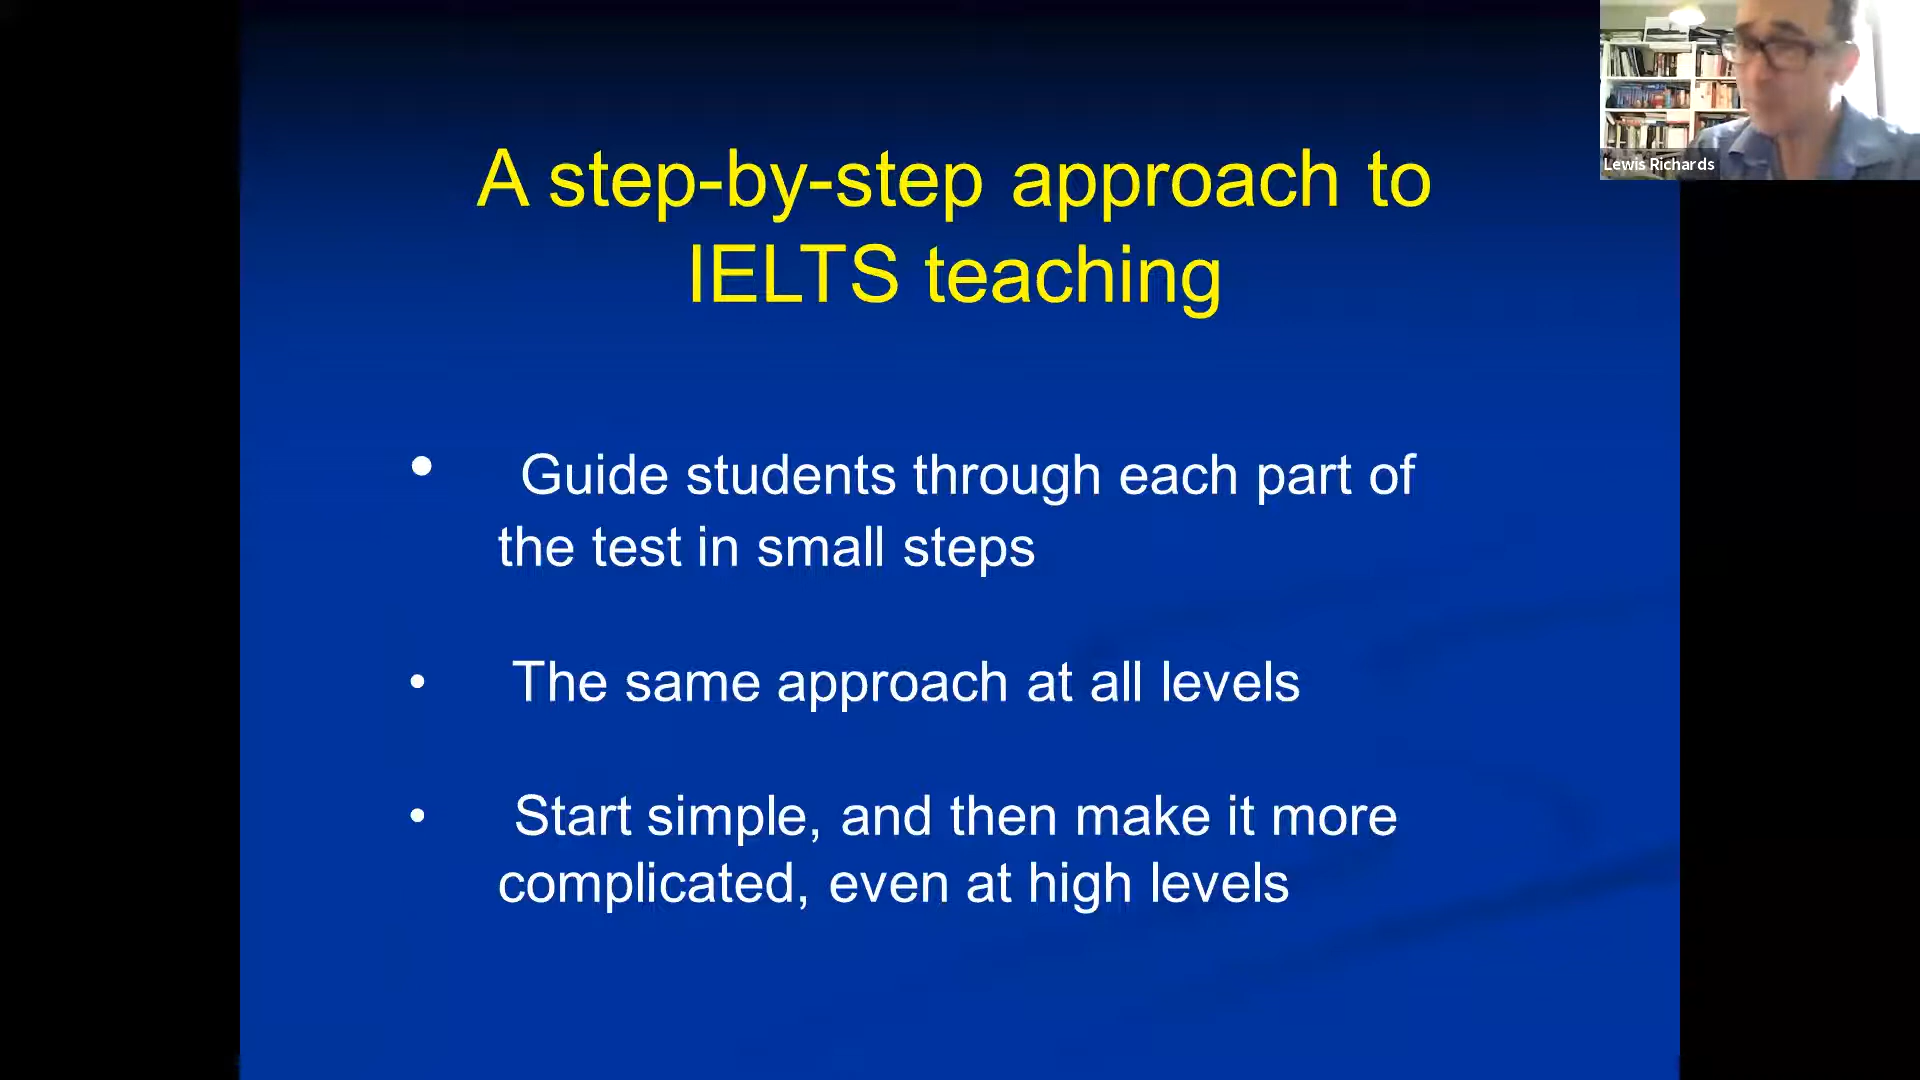 A step-by-step approach to
IELTS teaching
• Guide students through each part of
the test in small steps
• The same approach at all levels
• Start simple, and then make it more
complicated, even at high levels
Lewis Richards